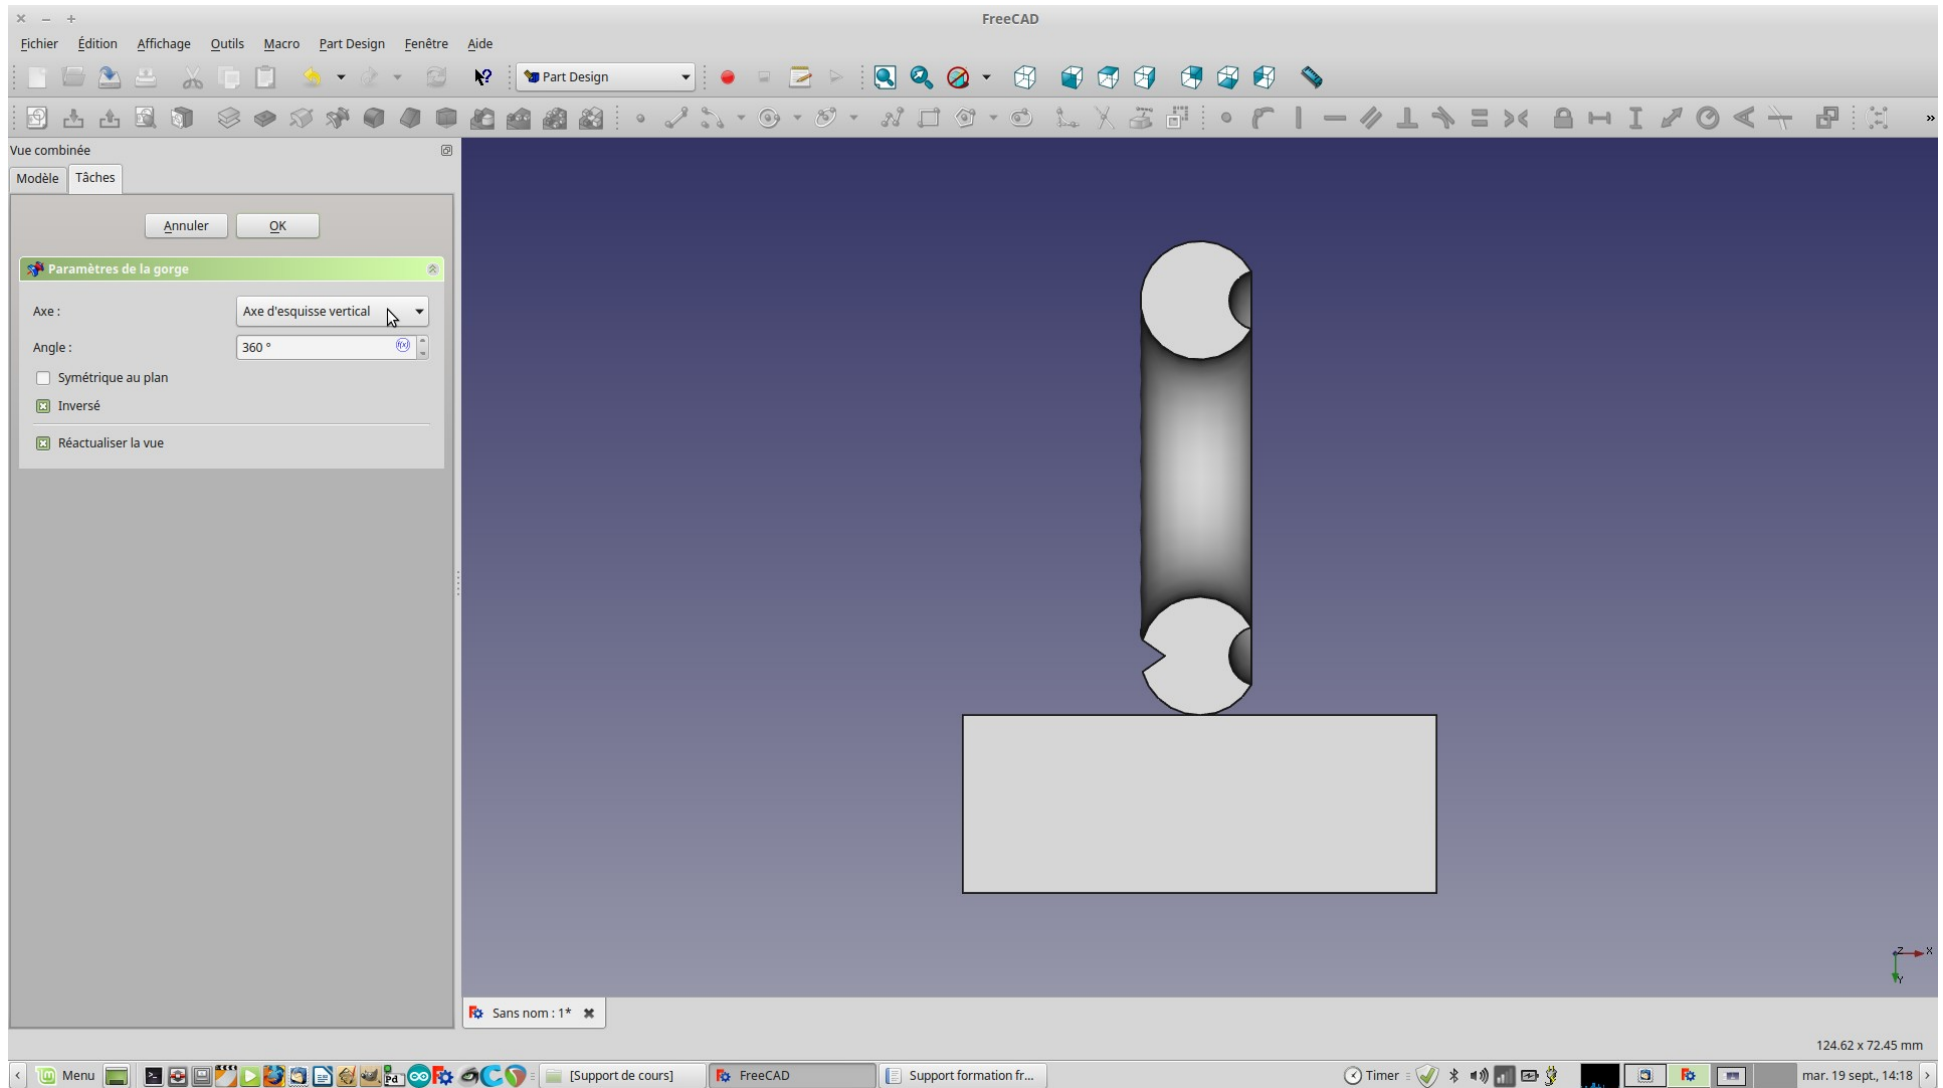 FreeCAD
Fichier Édition Affichage Outils Macro Part Design Fenêtre Aide
Part Design
Vue combinée
Modèle Tâches
Annuler OK
Paramètres de la gorge
Axe : Axe d'esquisse vertical
Angle : 360 ° f(x)
Symétrique au plan
Inversé
Réactualiser la vue
Z X
Y
Sans nom : 1*
124.62 x 72.45 mm
Menu Pd [Support de cours] FreeCAD Support formation fr... Timer mar. 19 sept., 14:18